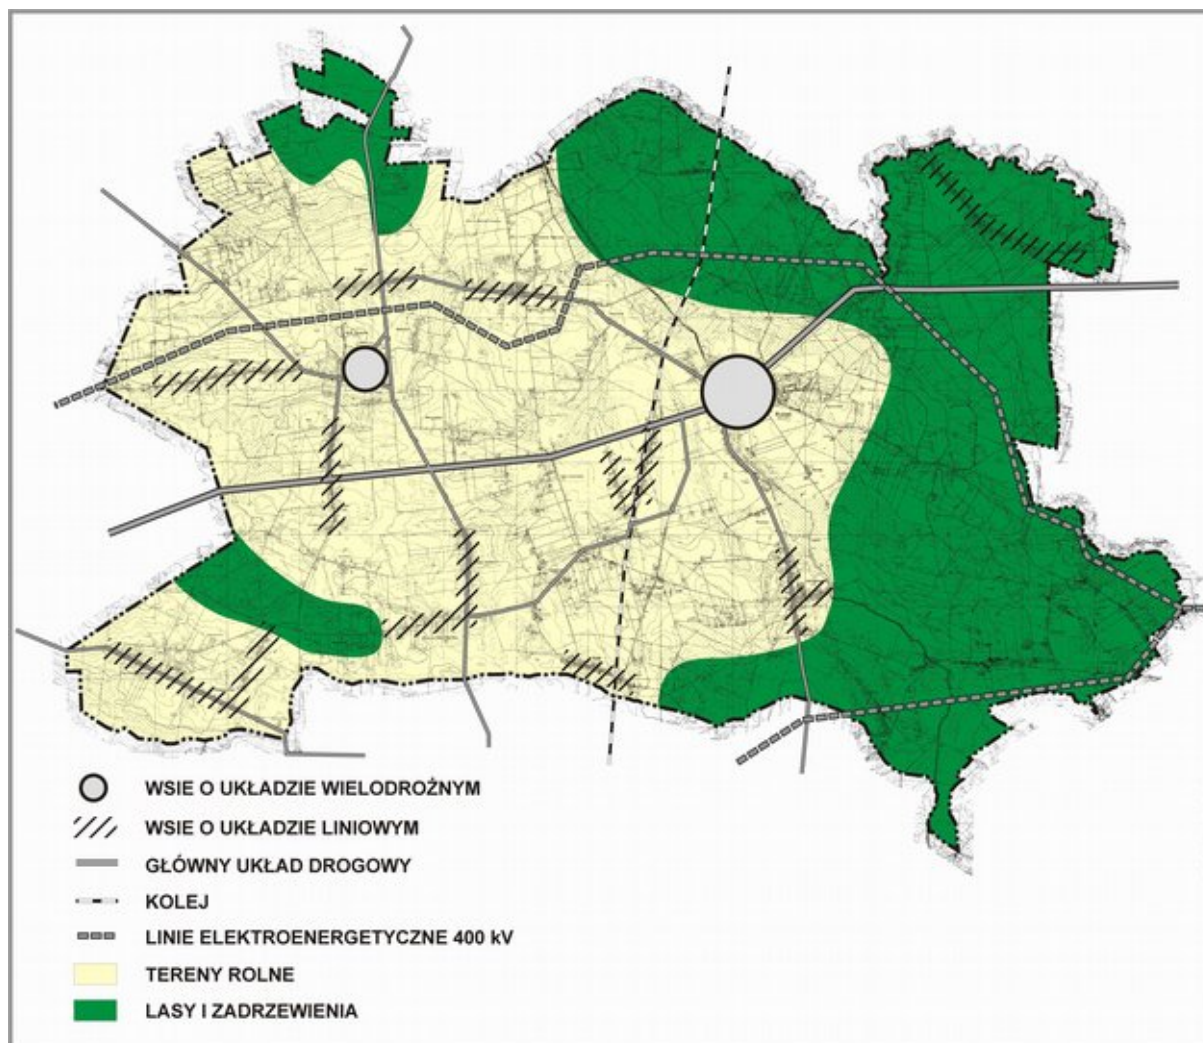 WSIE O UKŁADZIE WIELODROŻNYM
WSIE O UKŁADZIE LINIOWYM
GŁÓWNY UKŁAD DROGOWY
KOLEJ
LINIE ELEKTROENERGETYCZNE 400 kV
TERENY ROLNE
LASY I ZADRZEWIENIA